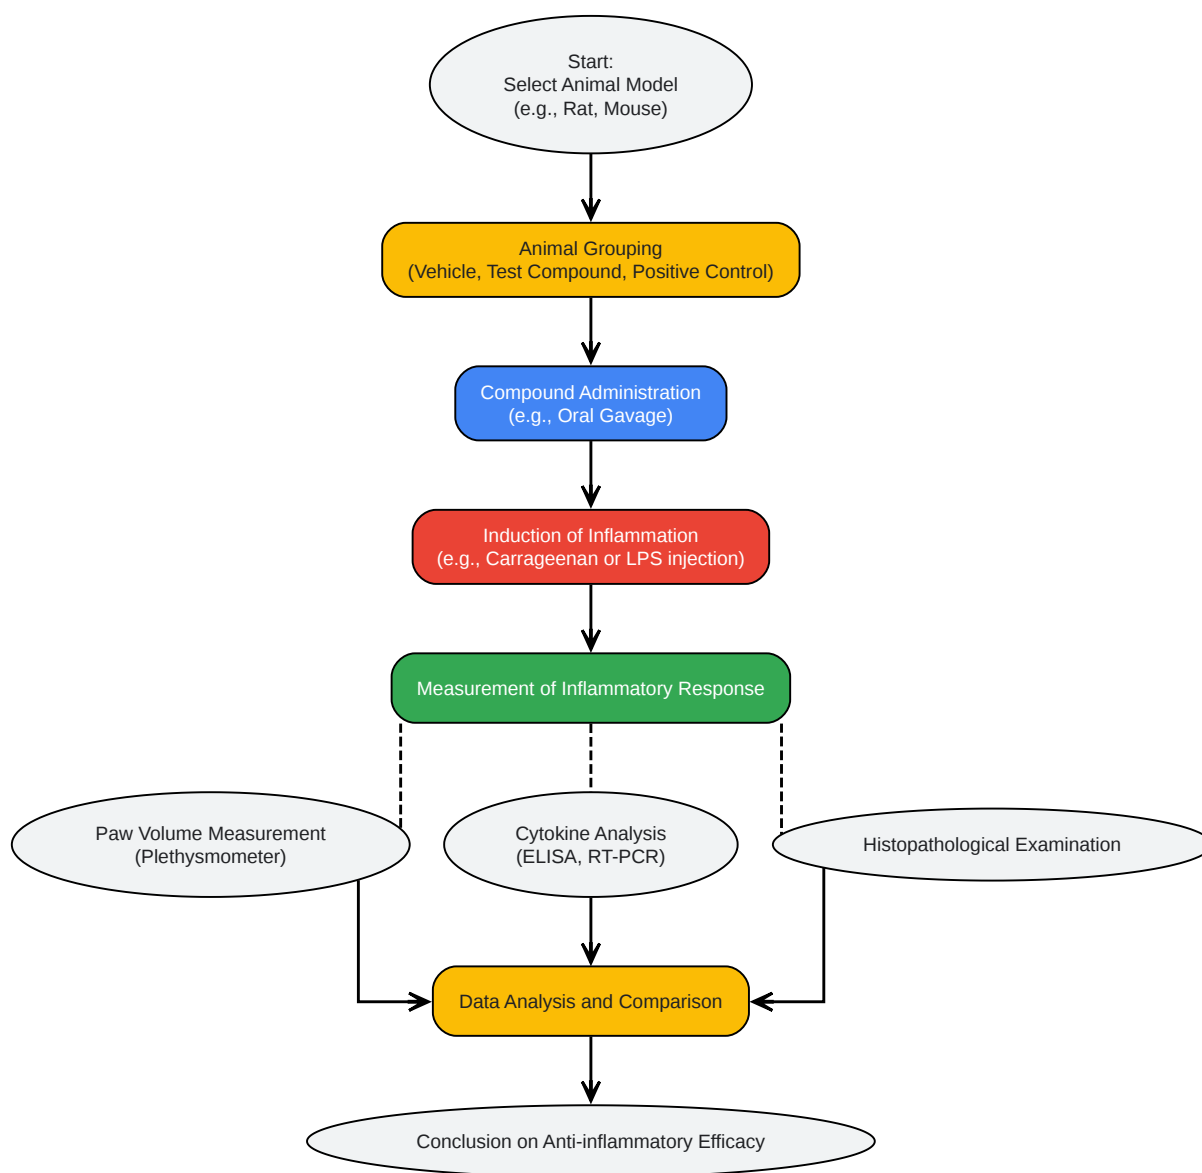 Start:
Select Animal Model
(e.g., Rat, Mouse)
Animal Grouping
(Vehicle, Test Compound, Positive Control)
Compound Administration
(e.g., Oral Gavage)
Induction of Inflammation
(e.g., Carrageenan or LPS injection)
Measurement of Inflammatory Response
Paw Volume Measurement
(Plethysmometer)
Cytokine Analysis
(ELISA, RT-PCR)
Histopathological Examination
Data Analysis and Comparison
Conclusion on Anti-inflammatory Efficacy